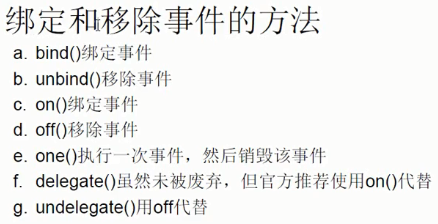 绑定和移除事件的方法
a. bind()绑定事件
b. unbind()移除事件
c. on()绑定事件
d. off()移除事件
e. one()执行一次事件，然后销毁该事件
f. delegate()虽然未被废弃，但官方推荐使用on()代替
g. undelegate()用off代替